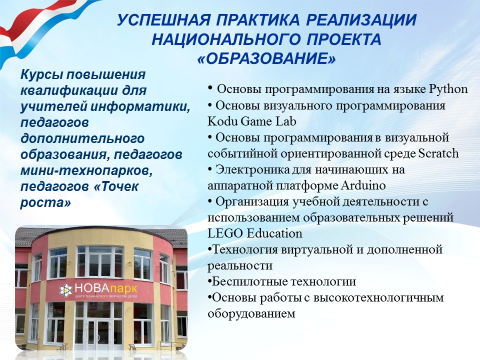 УСПЕШНАЯ ПРАКТИКА РЕАЛИЗАЦИИ
НАЦИОНАЛЬНОГО ПРОЕКТА
«ОБРАЗОВАНИЕ»
Курсы повышения
квалификации для
учителей информатики,
педагогов
дополнительного
образования, педагогов
мини-технопарков,
педагогов «Точек
роста»
• Основы программирования на языке Python
• Основы визуального программирования
Kodu Game Lab
• Основы программирования в визуальной
событийной ориентированной среде Scratch
• Электроника для начинающих на
аппаратной платформе Arduino
• Организация учебной деятельности с
использованием образовательных решений
LEGO Education
•Технология виртуальной и дополненной
реальности
•Беспилотные технологии
•Основы работы с высокотехнологичным
оборудованием
НОВАпарк